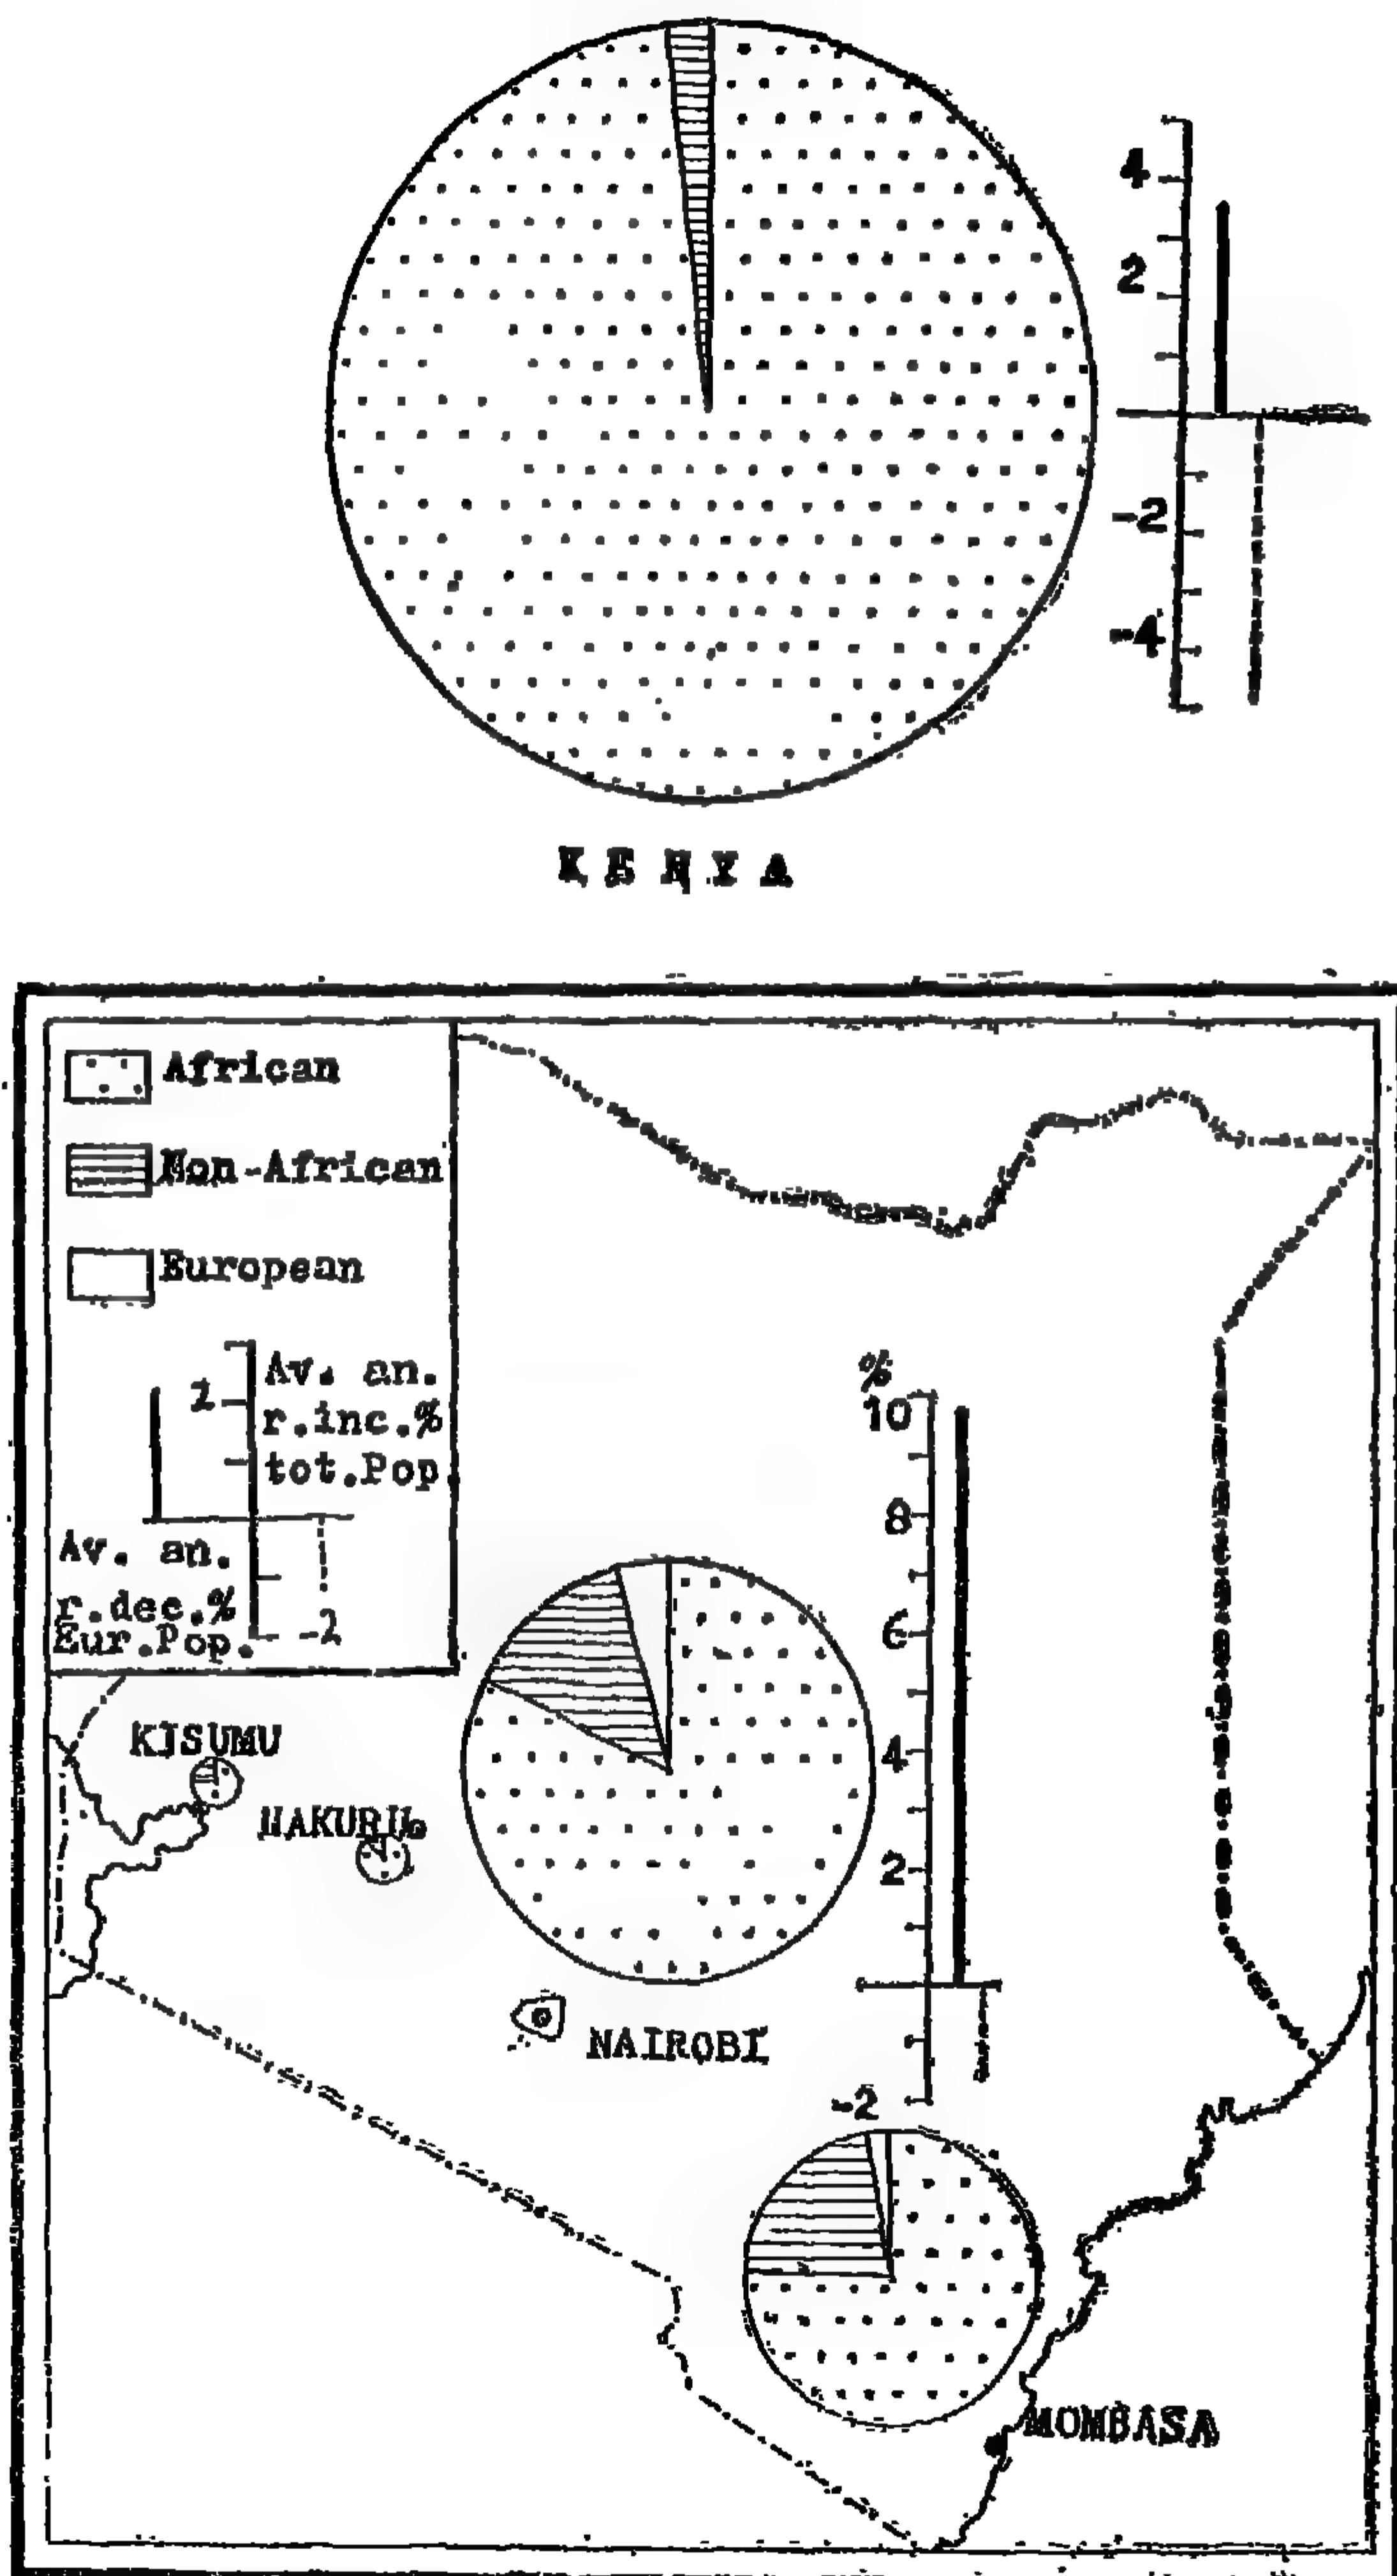 4
2
-2
-4
KENYA
African
Non-African
European
2
Av. an.
r.inc.%
tot.Pop.
Av. an.
r.dec.%
Eur.Pop.
-2
%
10
8
6
4
2
-2
KISUMU
NAKURU
NAIROBI
MOMBASA